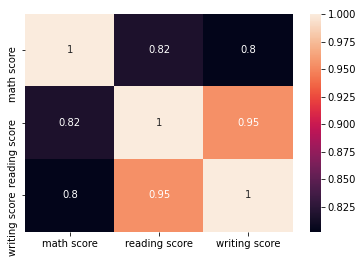 1 0.82 0.8
0.82 1 0.95
0.8 0.95 1
math score
reading score
writing score
math score reading score writing score
1.000
0.975
0.950
0.925
0.900
0.875
0.850
0.825